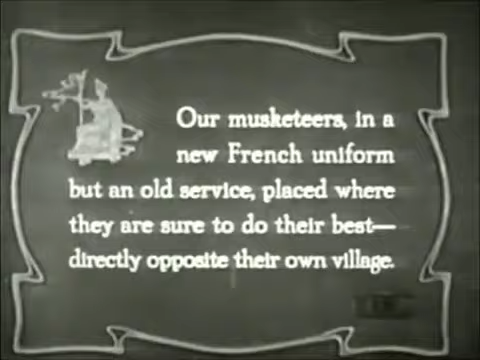 Our musketeers, in a
new French uniform
but an old service, placed where
they are sure to do their best—
directly opposite their own village.